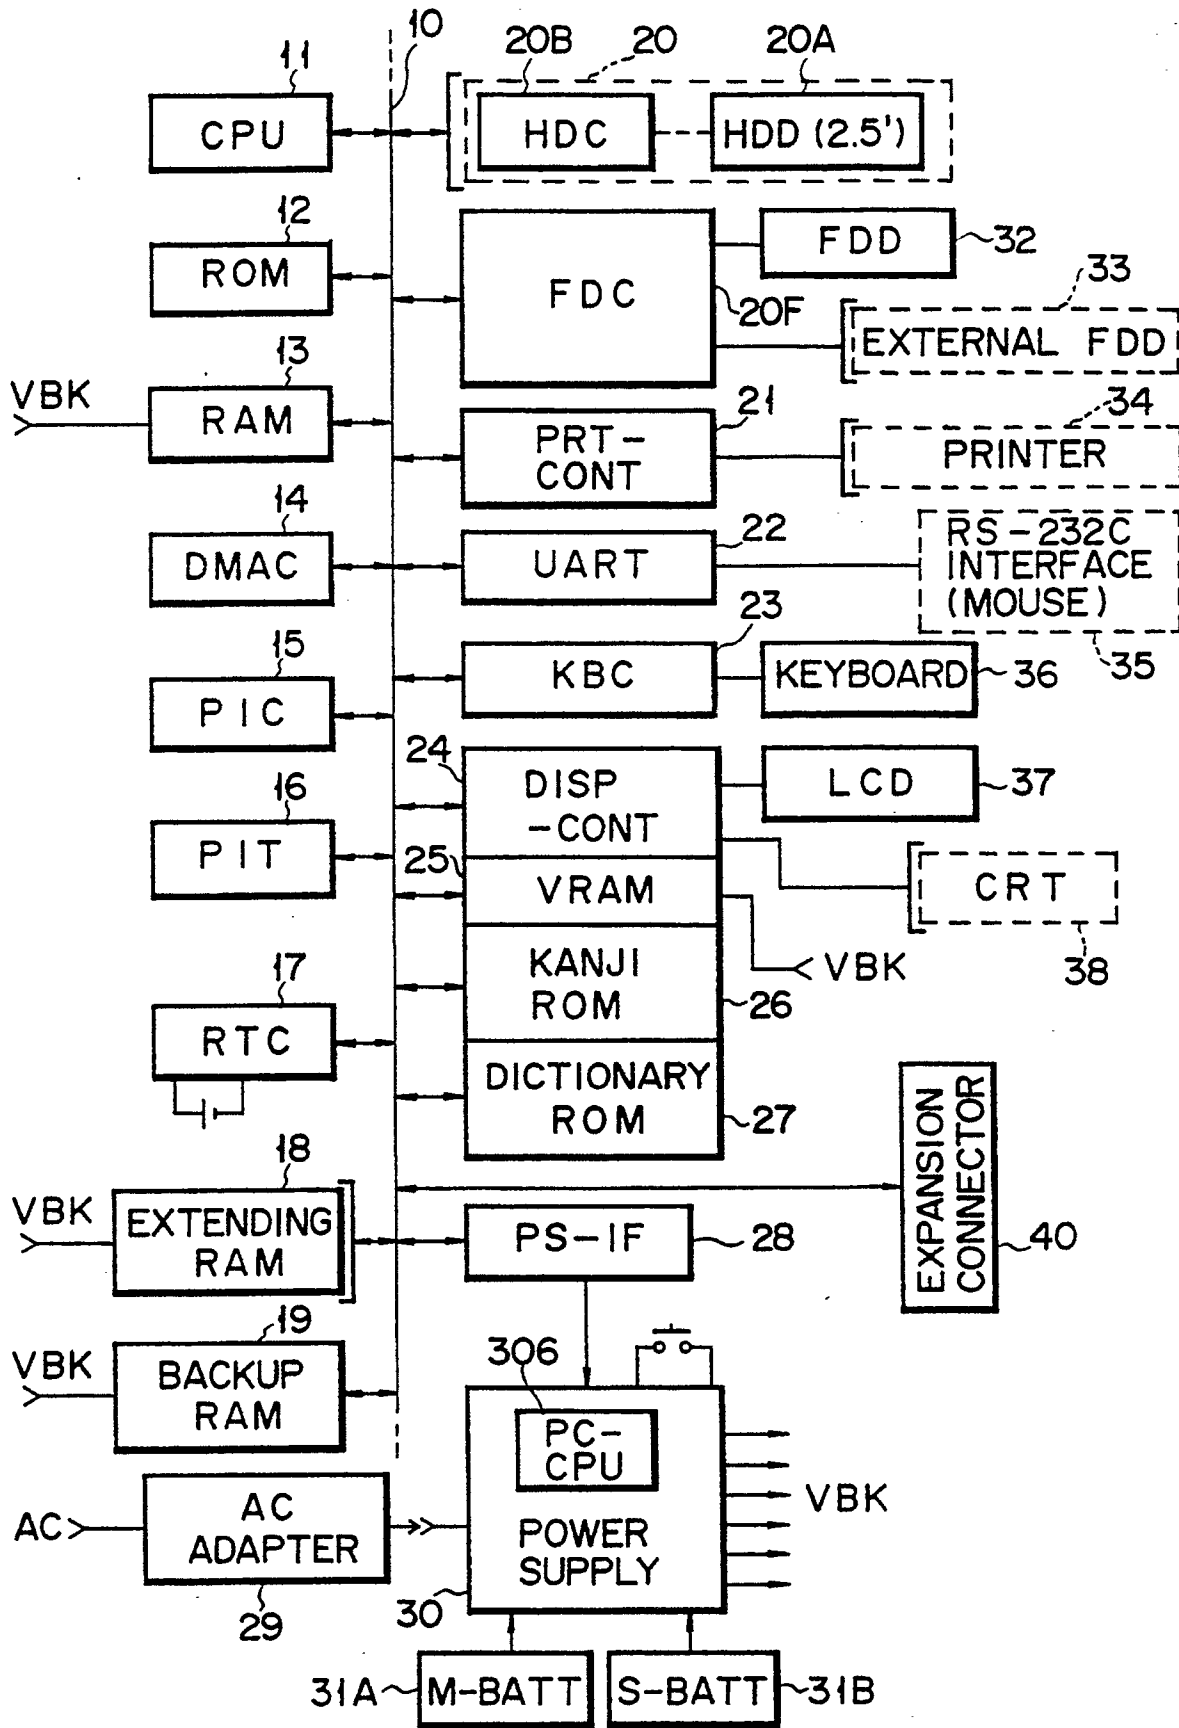 10
11
CPU
20B
20
20A
HDC
HDD (2.5')
12
ROM
FDC
20F
FDD
32
33
EXTERNAL FDD
13
VBK
RAM
21
PRT-
CONT
34
PRINTER
14
DMAC
22
UART
RS-232C
INTERFACE
(MOUSE)
35
15
PIC
23
KBC
KEYBOARD
36
16
PIT
24
DISP
-CONT
LCD
37
25
VRAM
CRT
38
VBK
17
RTC
KANJI
ROM
26
DICTIONARY
ROM
27
18
VBK
EXTENDING
RAM
PS-IF
28
EXPANSION
CONNECTOR
40
19
VBK
BACKUP
RAM
306
PC-
CPU
POWER
SUPPLY
30
VBK
AC
AC
ADAPTER
29
31A
M-BATT
S-BATT
31B